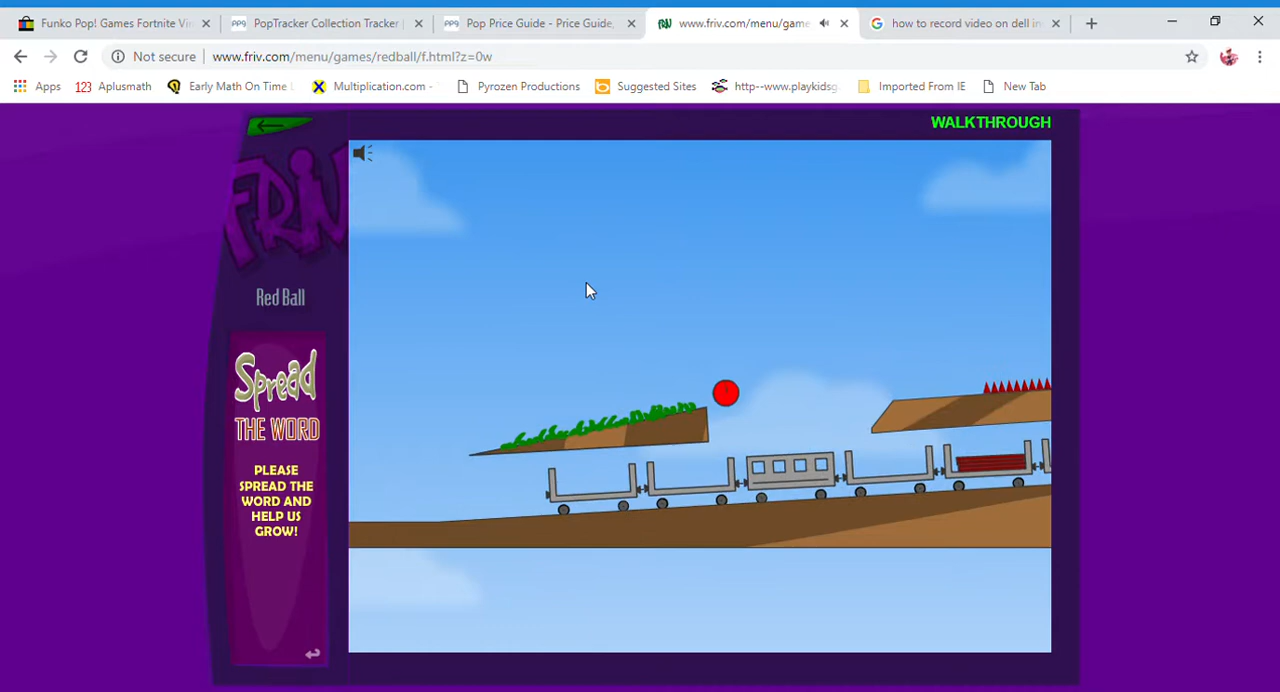 Funko Pop! Games Fortnite Vin
PopTracker Collection Tracker
Pop Price Guide - Price Guide,
www.friv.com/menu/game
how to record video on dell in
Not secure
www.friv.com/menu/games/redball/f.html?z=0w
Apps
123 Aplusmath
Early Math On Time L
Multiplication.com -
Pyrozen Productions
Suggested Sites
http--www.playkidsg
Imported From IE
New Tab
WALKTHROUGH
FRIV
Red Ball
Spread
THE WORD
PLEASE
SPREAD THE
WORD AND
HELP US
GROW!